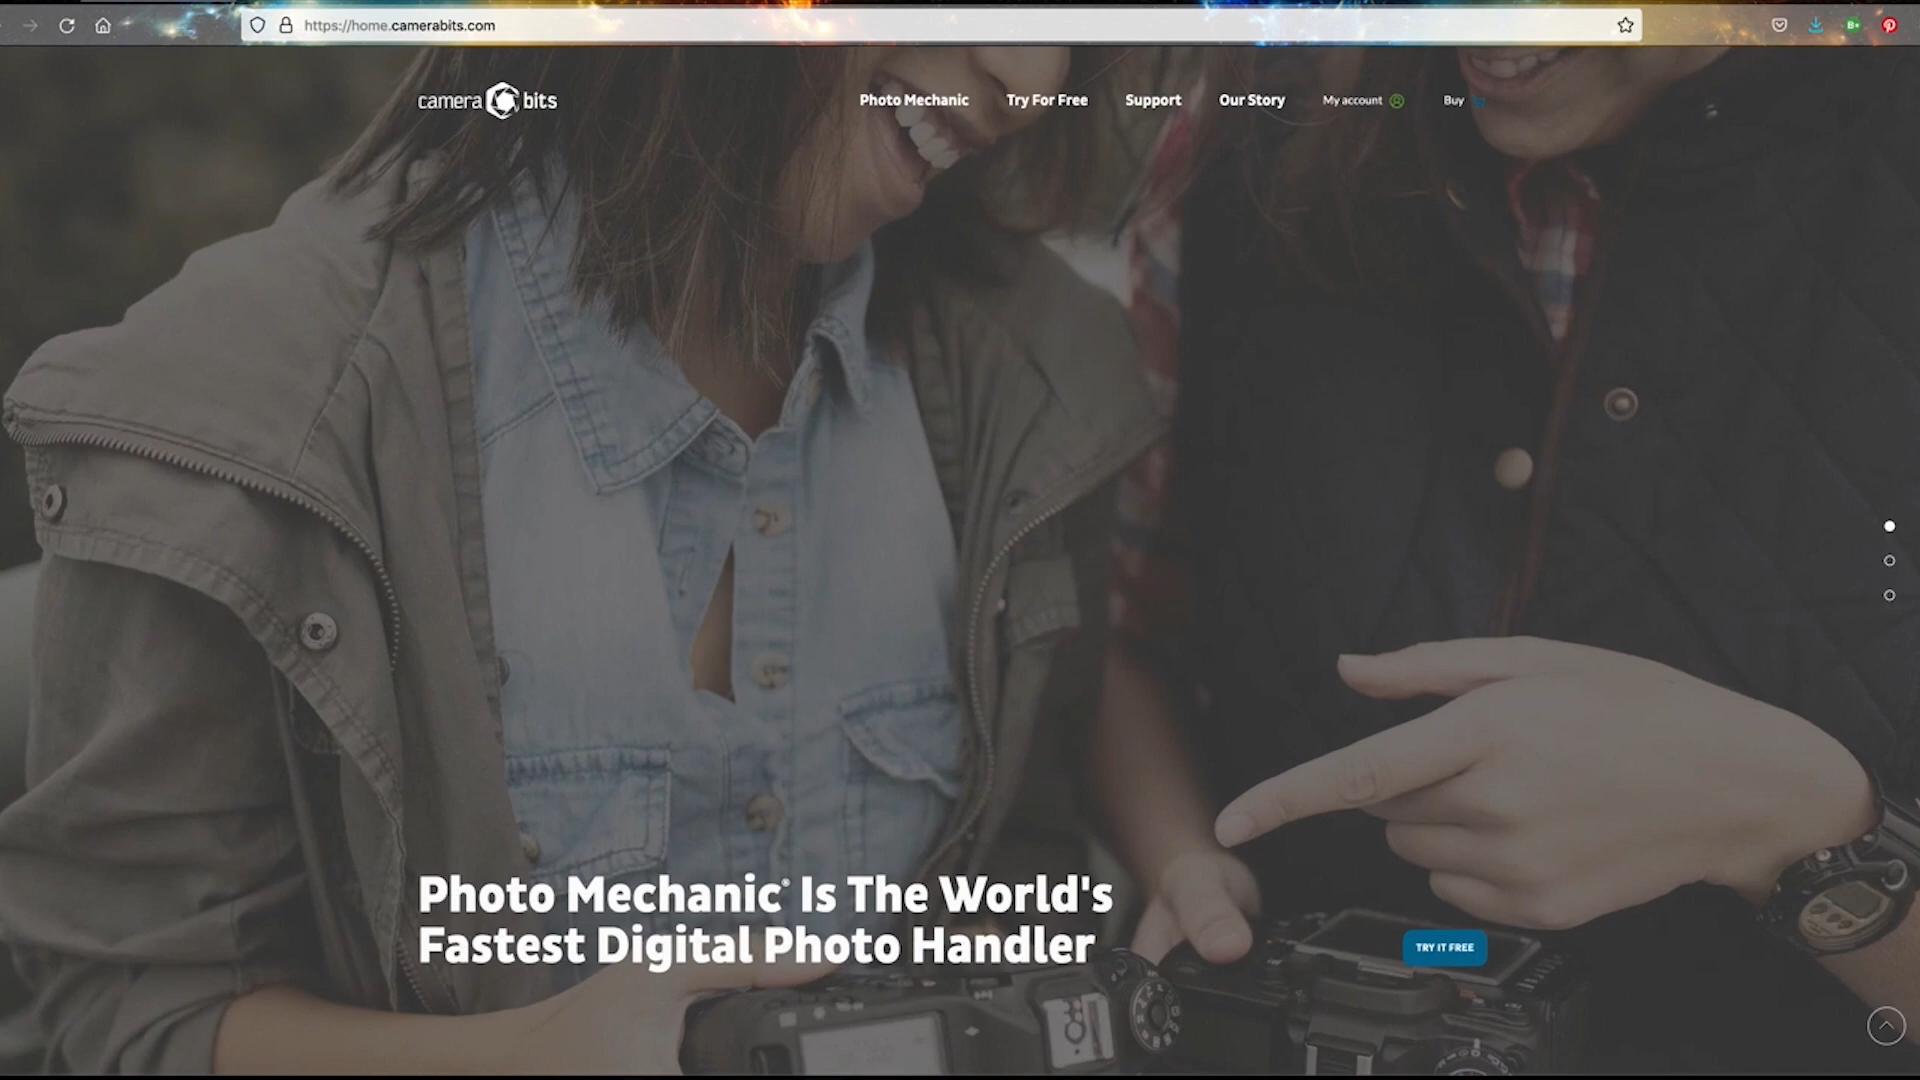 https://home.camerabits.com
camera bits
Photo Mechanic
Try For Free
Support
Our Story
My account
Buy
Photo Mechanic® Is The World's
Fastest Digital Photo Handler
TRY IT FREE